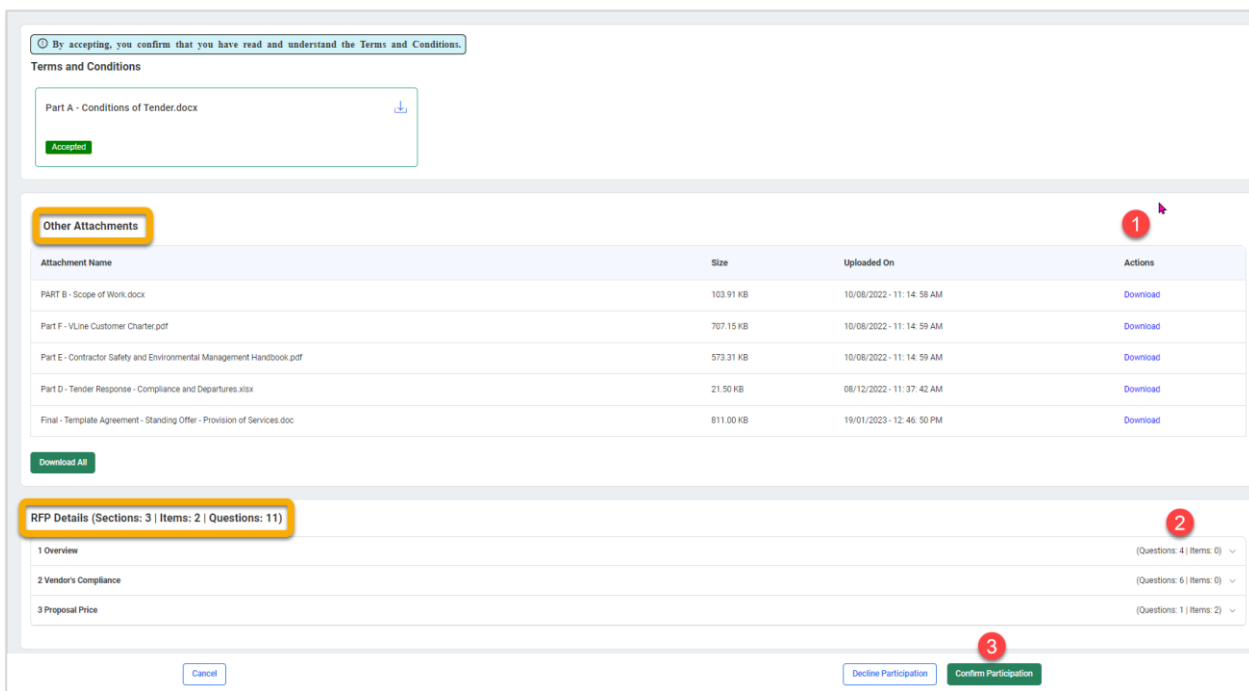 By accepting, you confirm that you have read and understand the Terms and Conditions.
Terms and Conditions
Part A - Conditions of Tender.docx
Accepted
Other Attachments
1
Attachment Name Size Uploaded On Actions
PART B - Scope of Work.docx 103.91 KB 10/08/2022 - 11: 14: 58 AM Download
Part F - VLine Customer Charter.pdf 707.15 KB 10/08/2022 - 11: 14: 59 AM Download
Part E - Contractor Safety and Environmental Management Handbook.pdf 573.31 KB 10/08/2022 - 11: 14: 59 AM Download
Part D - Tender Response - Compliance and Departures.xlsx 21.50 KB 08/12/2022 - 11: 37: 42 AM Download
Final - Template Agreement - Standing Offer - Provision of Services.doc 811.00 KB 19/01/2023 - 12: 46: 50 PM Download
Download All
RFP Details (Sections: 3 | Items: 2 | Questions: 11)
2
1 Overview (Questions: 4 | Items: 0)
2 Vendor's Compliance (Questions: 6 | Items: 0)
3 Proposal Price (Questions: 1 | Items: 2)
3
Cancel Decline Participation Confirm Participation